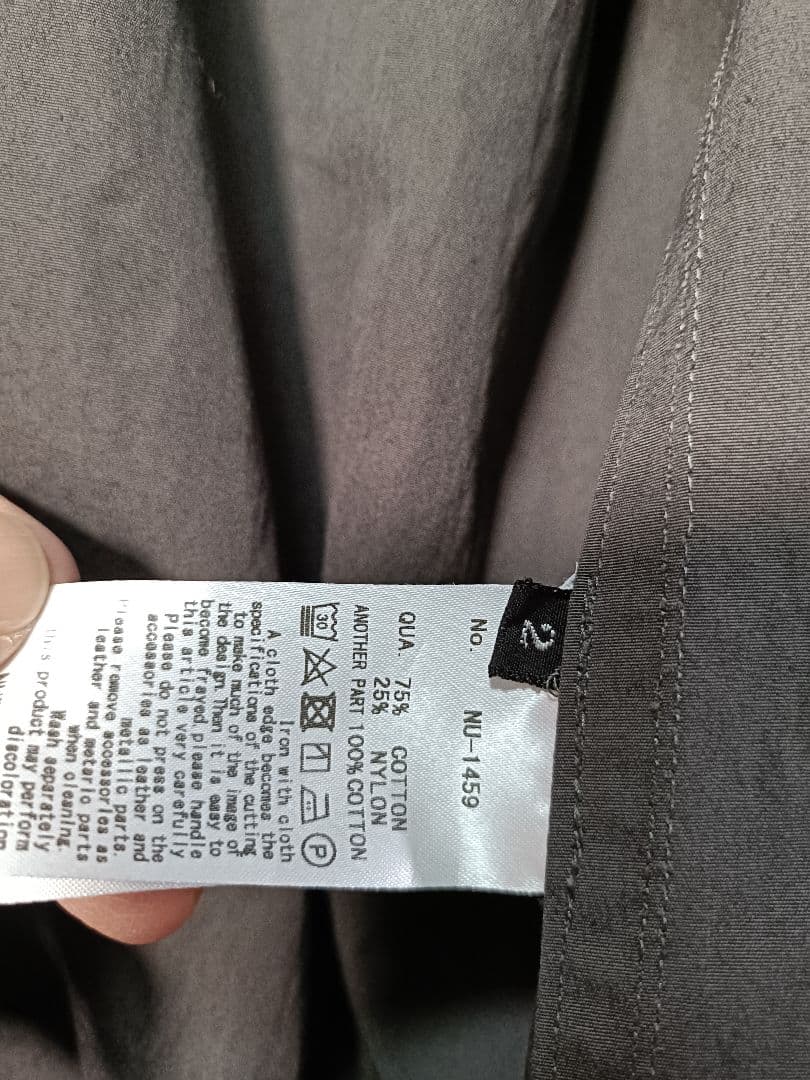 2
No. NU-1459
QUA. 75% COTTON
25% NYLON
ANOTHER PART 100% COTTON
30 P
Iron with cloth
A cloth edge becomes the
specifications of the cutting
to make much of the image of
the design. Than it is easy to
become frayed, please handle
this article very carefully
Please do not press on the
accessories as leather and
metallic parts.
Please remove accessories as
leather and metaric parts
when cleaning.
Wash separately.
this product may perform
discoloration